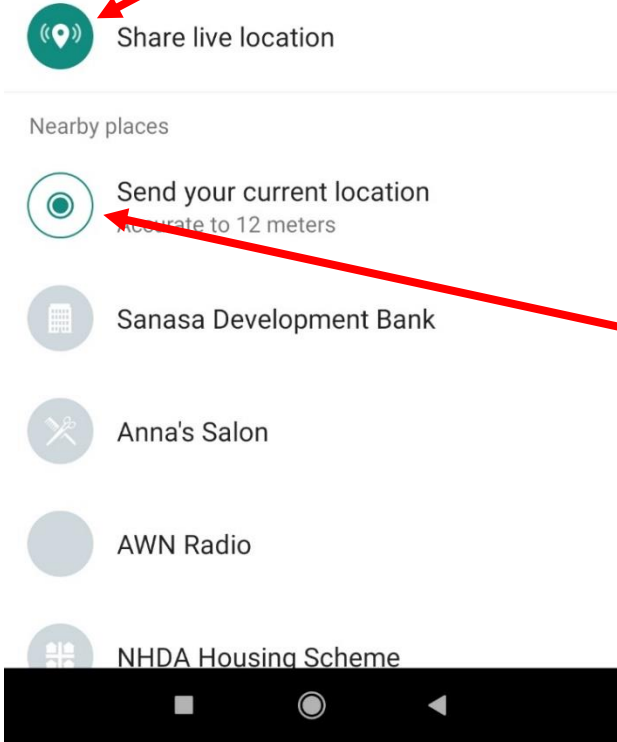 Share live location
Nearby places
Send your current location
Accurate to 12 meters
Sanasa Development Bank
Anna's Salon
AWN Radio
NHDA Housing Scheme